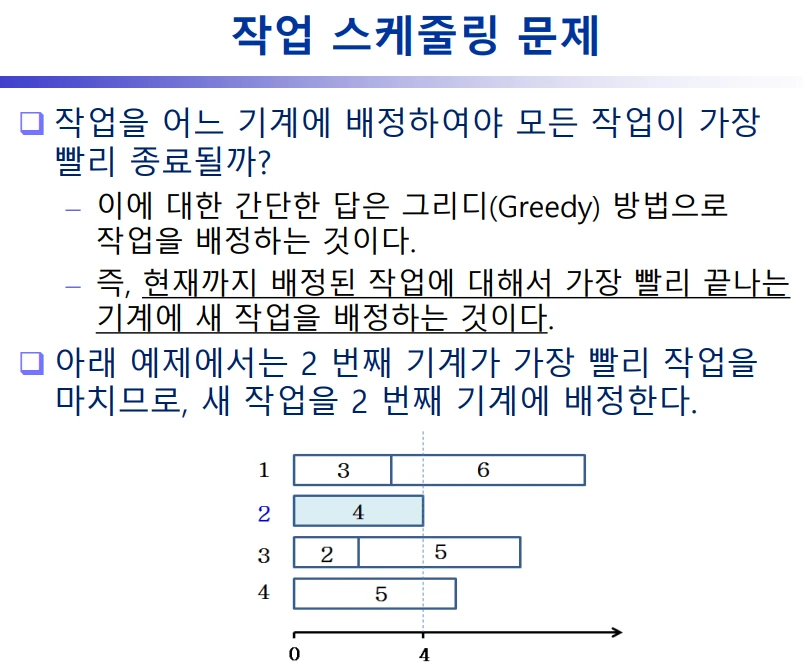 작업 스케줄링 문제
❑ 작업을 어느 기계에 배정하여야 모든 작업이 가장
빨리 종료될까?
– 이에 대한 간단한 답은 그리디(Greedy) 방법으로
작업을 배정하는 것이다.
– 즉, 현재까지 배정된 작업에 대해서 가장 빨리 끝나는
기계에 새 작업을 배정하는 것이다.
❑ 아래 예제에서는 2 번째 기계가 가장 빨리 작업을
마치므로, 새 작업을 2 번째 기계에 배정한다.
1 3 6
2 4
3 2 5
4 5
0 4